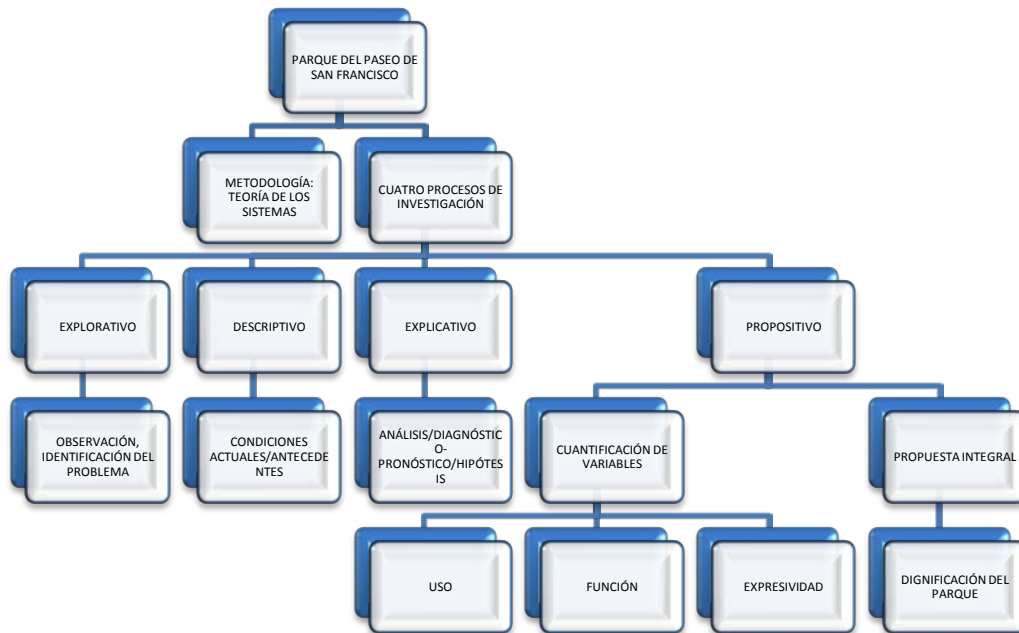 PARQUE DEL PASEO DE
SAN FRANCISCO
METODOLOGÍA:
TEORÍA DE LOS
SISTEMAS
CUATRO PROCESOS DE
INVESTIGACIÓN
EXPLORATIVO
DESCRIPTIVO
EXPLICATIVO
PROPOSITIVO
OBSERVACIÓN,
IDENTIFICACIÓN DEL
PROBLEMA
CONDICIONES
ACTUALES/ANTECEDE
NTES
ANÁLISIS/DIAGNÓSTIC
O-
PRONÓSTICO/HIPÓTES
IS
CUANTIFICACIÓN DE
VARIABLES
PROPUESTA INTEGRAL
USO
FUNCIÓN
EXPRESIVIDAD
DIGNIFICACIÓN DEL
PARQUE